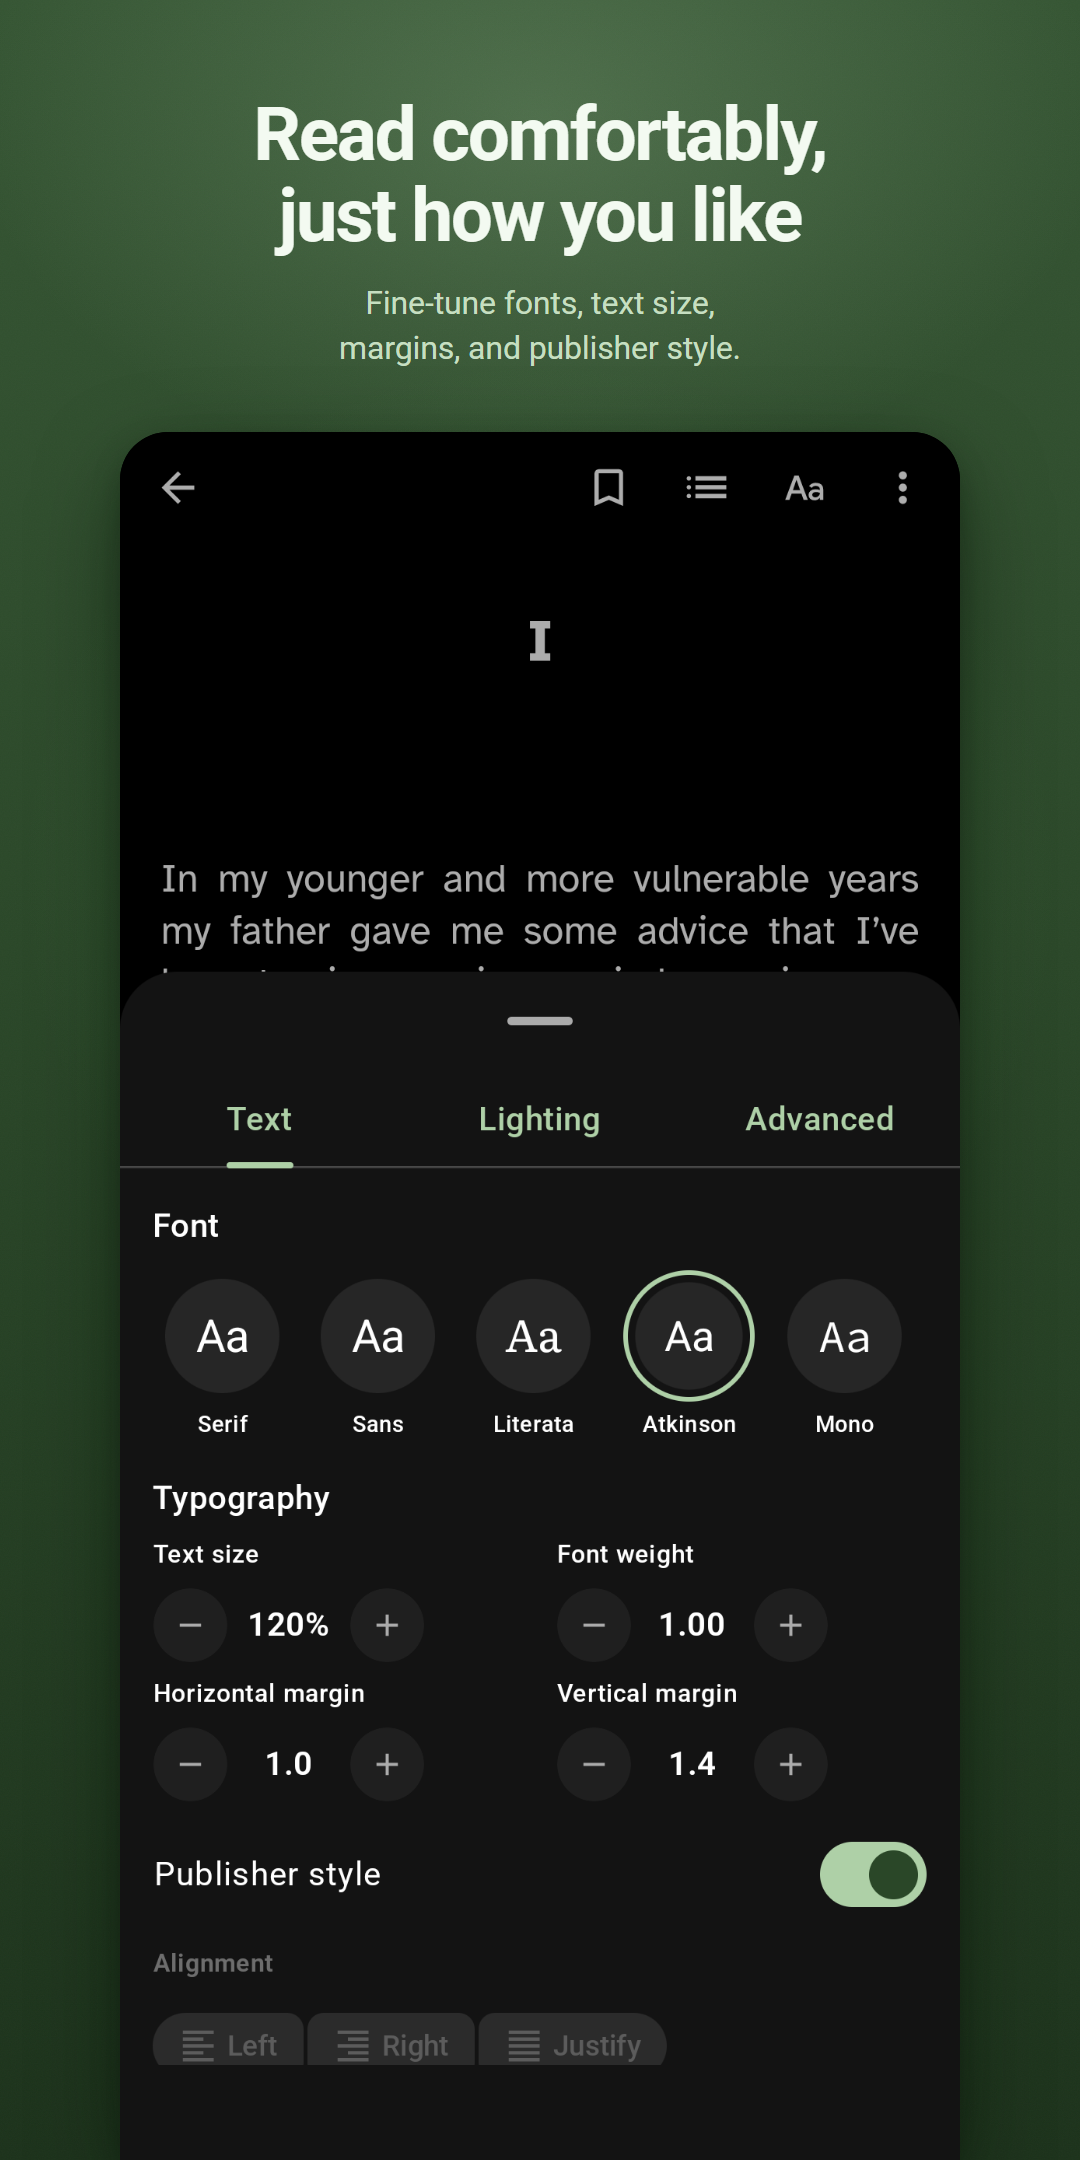 Read comfortably,
just how you like
Fine-tune fonts, text size,
margins, and publisher style.
Aa
I
In my younger and more vulnerable years
my father gave me some advice that I’ve
Text Lighting Advanced
Font
Aa Aa Aa Aa Aa
Serif Sans Literata Atkinson Mono
Typography
Text size Font weight
− 120% + − 1.00 +
Horizontal margin Vertical margin
− 1.0 + − 1.4 +
Publisher style
Alignment
Left Right Justify